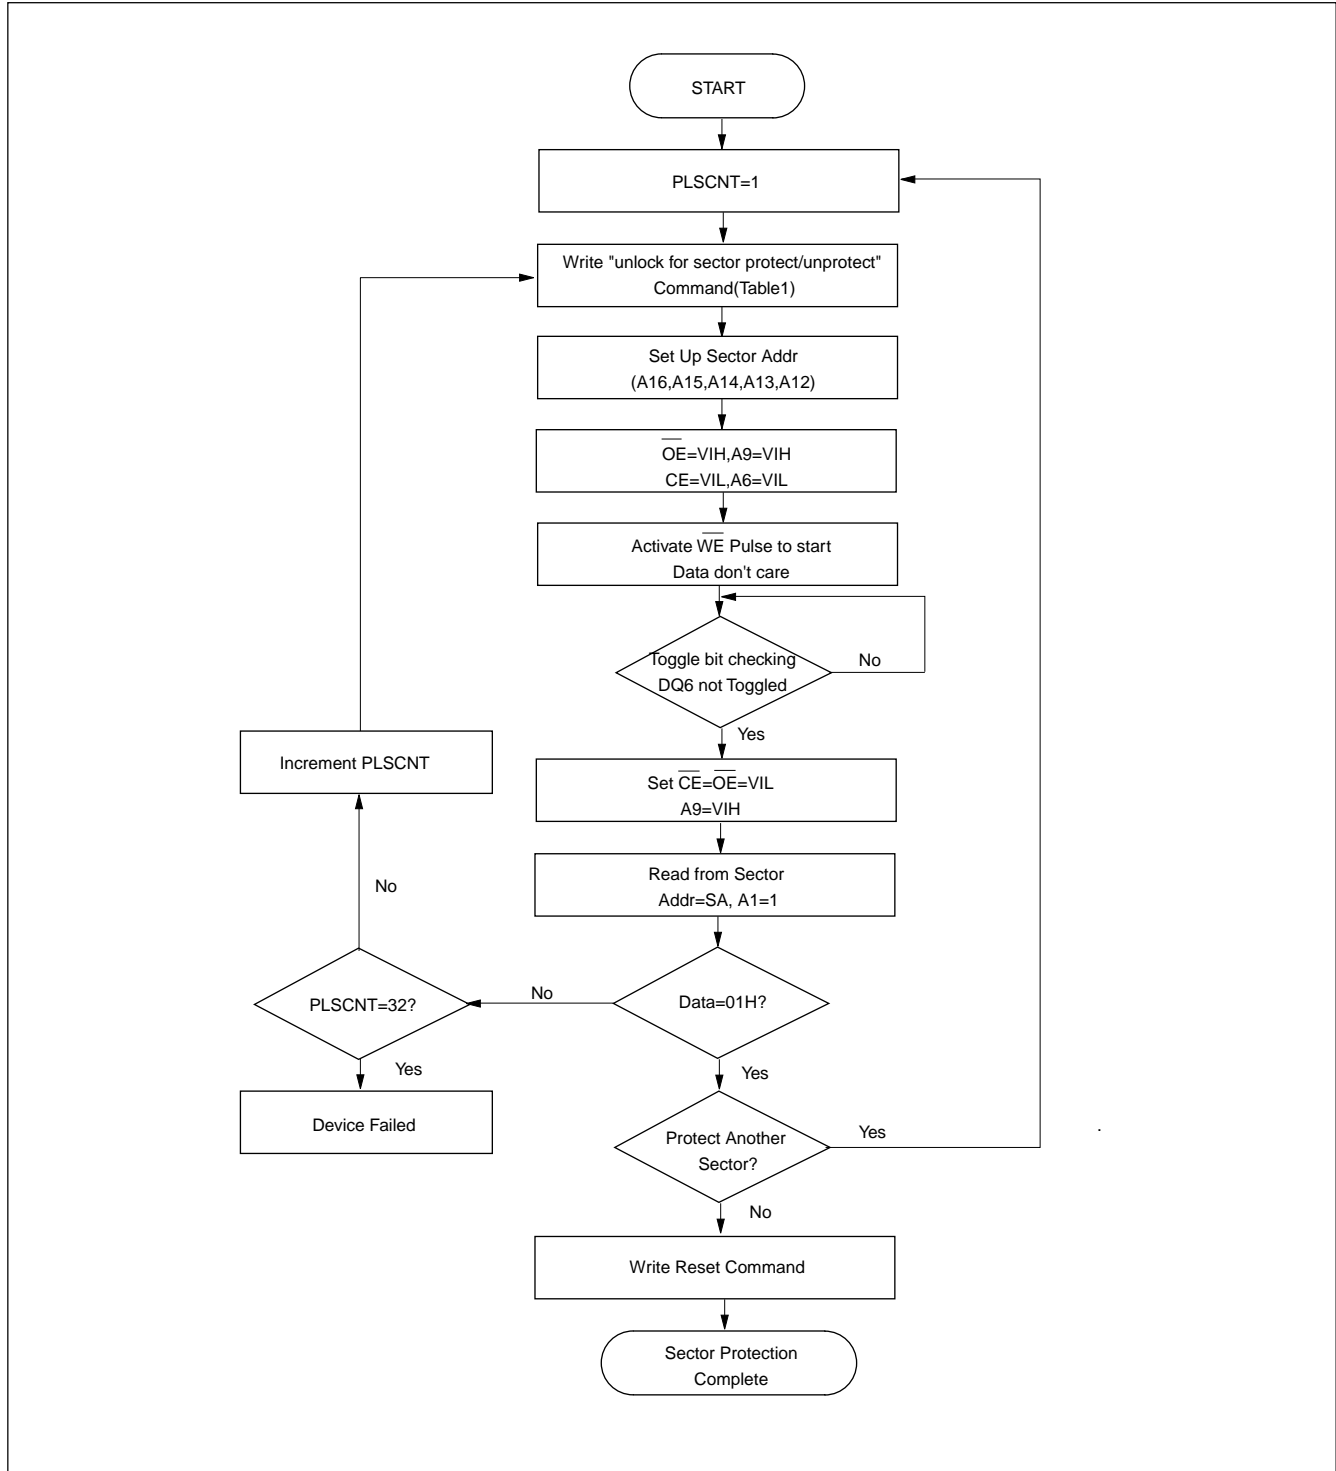 START
PLSCNT=1
Write "unlock for sector protect/unprotect"
Command(Table1)
Set Up Sector Addr
(A16,A15,A14,A13,A12)
O̅E̅=VIH,A9=VIH
CE=VIL,A6=VIL
Activate W̅E̅ Pulse to start
Data don't care
Toggle bit checking
DQ6 not Toggled
No
Yes
Increment PLSCNT
Set C̅E̅=O̅E̅=VIL
A9=VIH
Read from Sector
Addr=SA, A1=1
No
PLSCNT=32?
No
Data=01H?
Yes
Yes
Device Failed
Protect Another
Sector?
Yes
No
Write Reset Command
Sector Protection
Complete